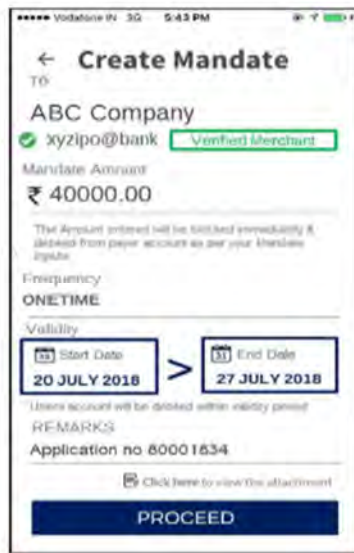 Vodafone IN 3G 5:43 PM
← Create Mandate
TO
ABC Company
xyzipo@bank Verified Merchant
Mandate Amount
₹ 40000.00
The Amount entered will be blocked immediately &
debited from payer account as per your Mandate
inputs
Frequency
ONETIME
Validity
31 Start Date > 31 End Date
20 JULY 2018 27 JULY 2018
Users account will be debited within validity period
REMARKS
Application no 80001634
Click here to view the attachment
PROCEED